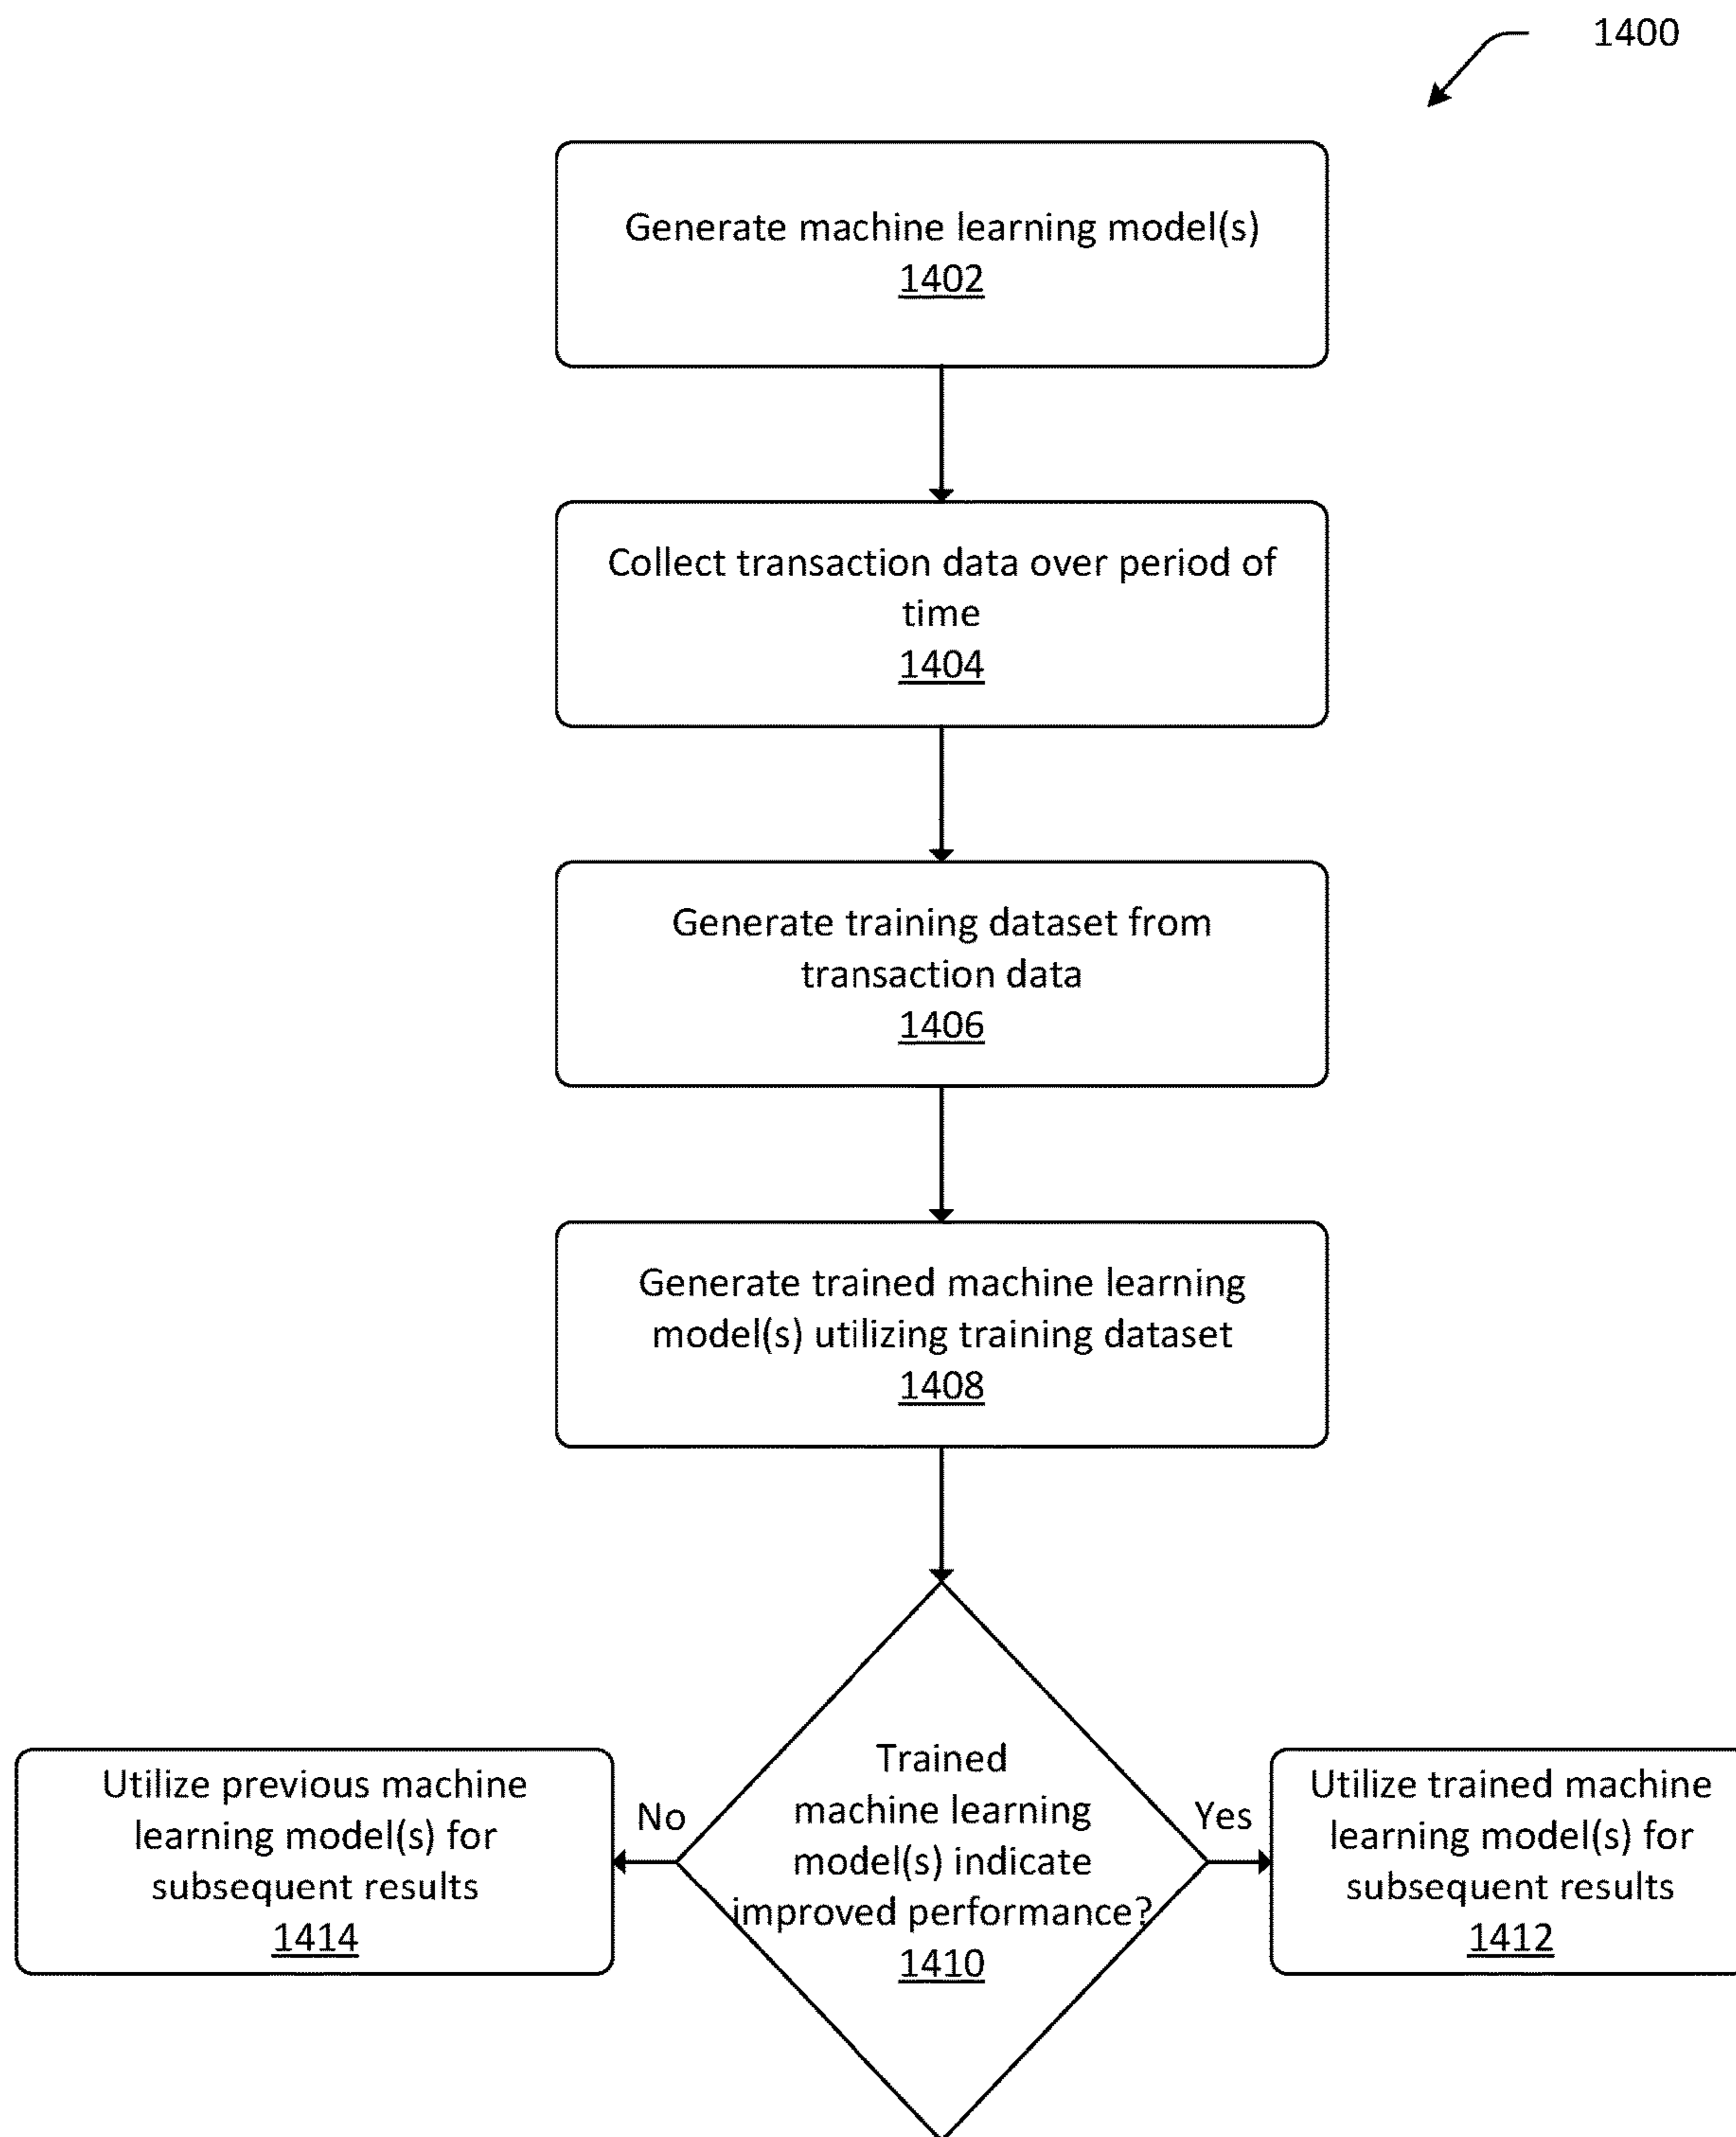 1400
Generate machine learning model(s)
1402
Collect transaction data over period of
time
1404
Generate training dataset from
transaction data
1406
Generate trained machine learning
model(s) utilizing training dataset
1408
Trained
machine learning
model(s) indicate
improved performance?
1410
No
Yes
Utilize previous machine
learning model(s) for
subsequent results
1414
Utilize trained machine
learning model(s) for
subsequent results
1412